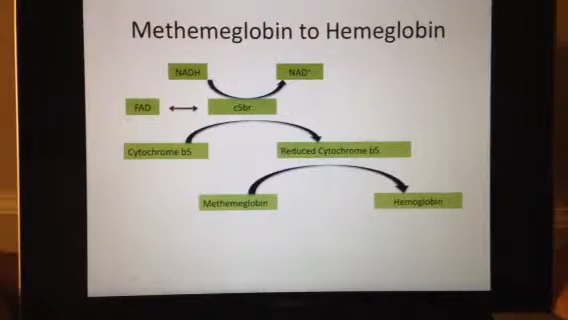 Methemeglobin to Hemeglobin
NADH
NAD⁺
FAD
c5br
Cytochrome b5
Reduced Cytochrome b5
Methemeglobin
Hemoglobin